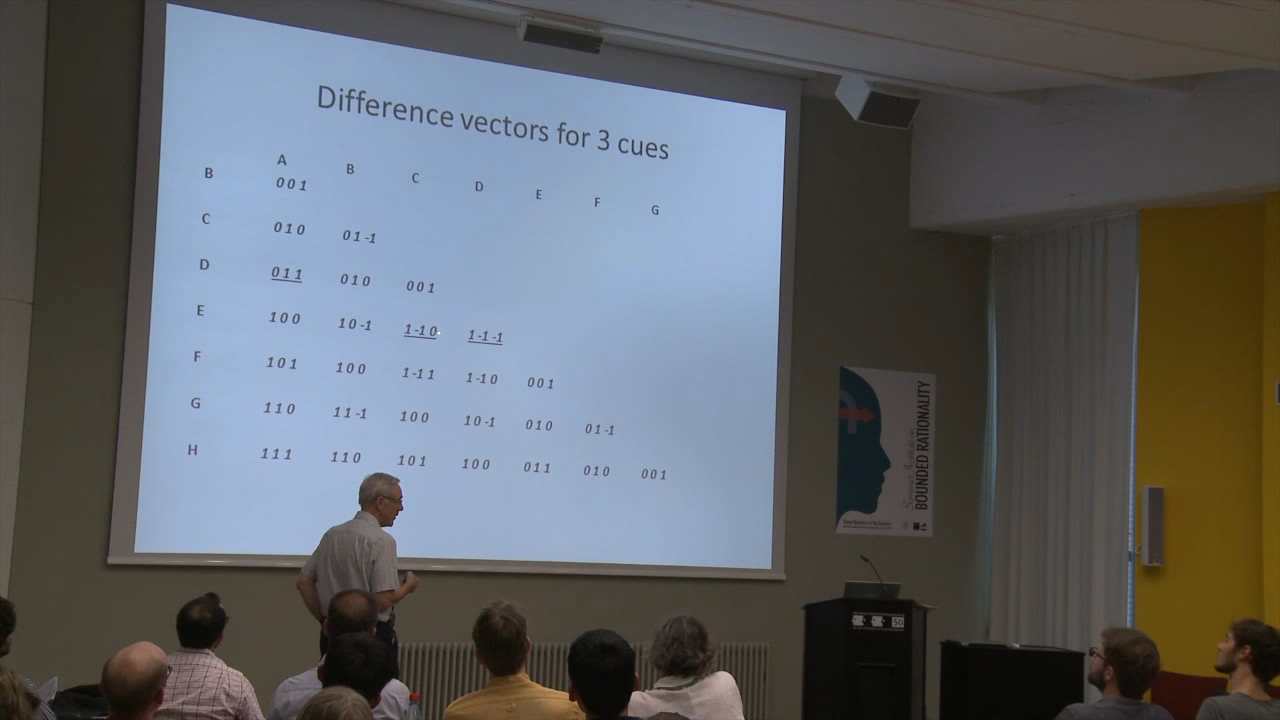 Difference vectors for 3 cues
A B C D E F G
B 0 0 1
C 0 1 0 0 1 -1
D 0 1 1 0 1 0 0 0 1
E 1 0 0 1 0 -1 1 -1 0 1 -1 -1
F 1 0 1 1 0 0 1 -1 1 1 -1 0 0 0 1
G 1 1 0 1 1 -1 1 0 0 1 0 -1 0 1 0 0 1 -1
H 1 1 1 1 1 0 1 0 1 1 0 0 0 1 1 0 1 0 0 0 1
BOUNDED RATIONALITY
50